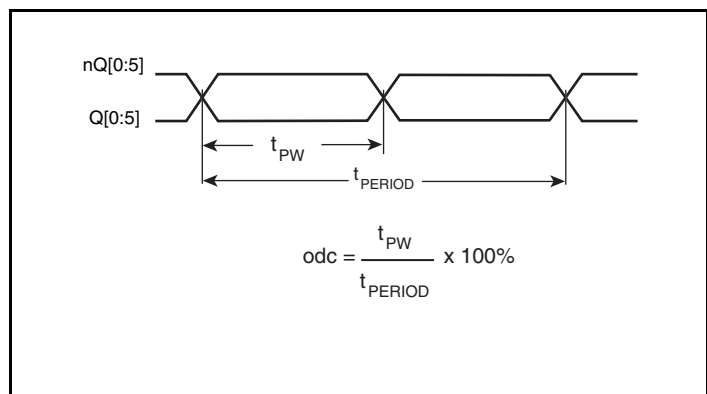 nQ[0:5]
Q[0:5]
tPW
tPERIOD
odc = tPW / tPERIOD x 100%